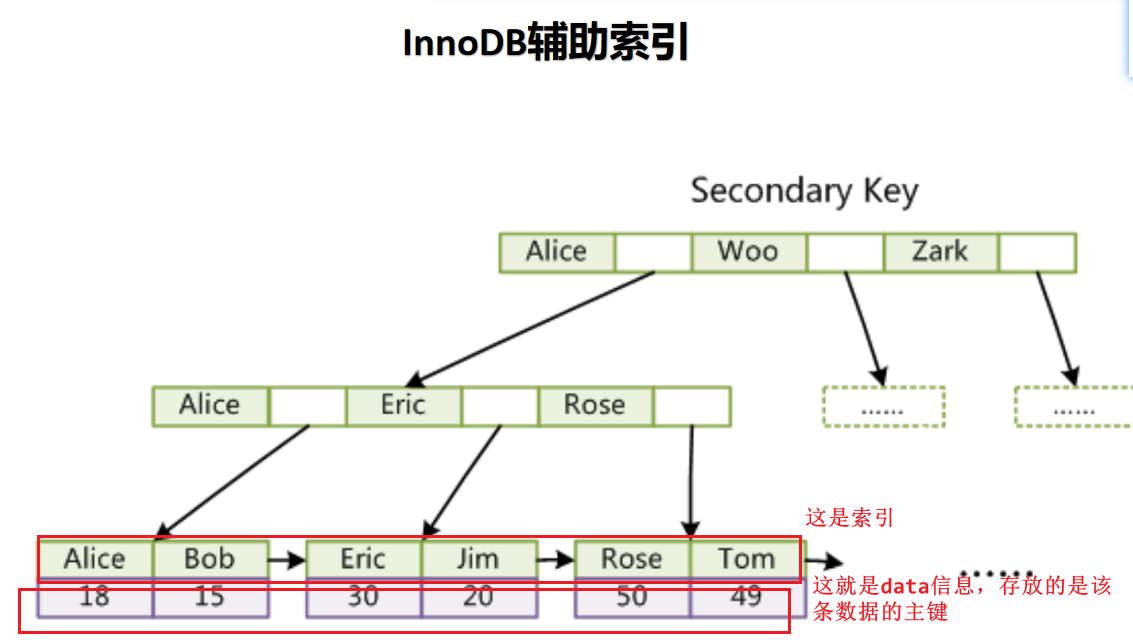 InnoDB辅助索引
Secondary Key
Alice Woo Zark
Alice Eric Rose …… ……
这是索引
Alice Bob Eric Jim Rose Tom ……
18 15 30 20 50 49
这就是data信息，存放的是该
条数据的主键